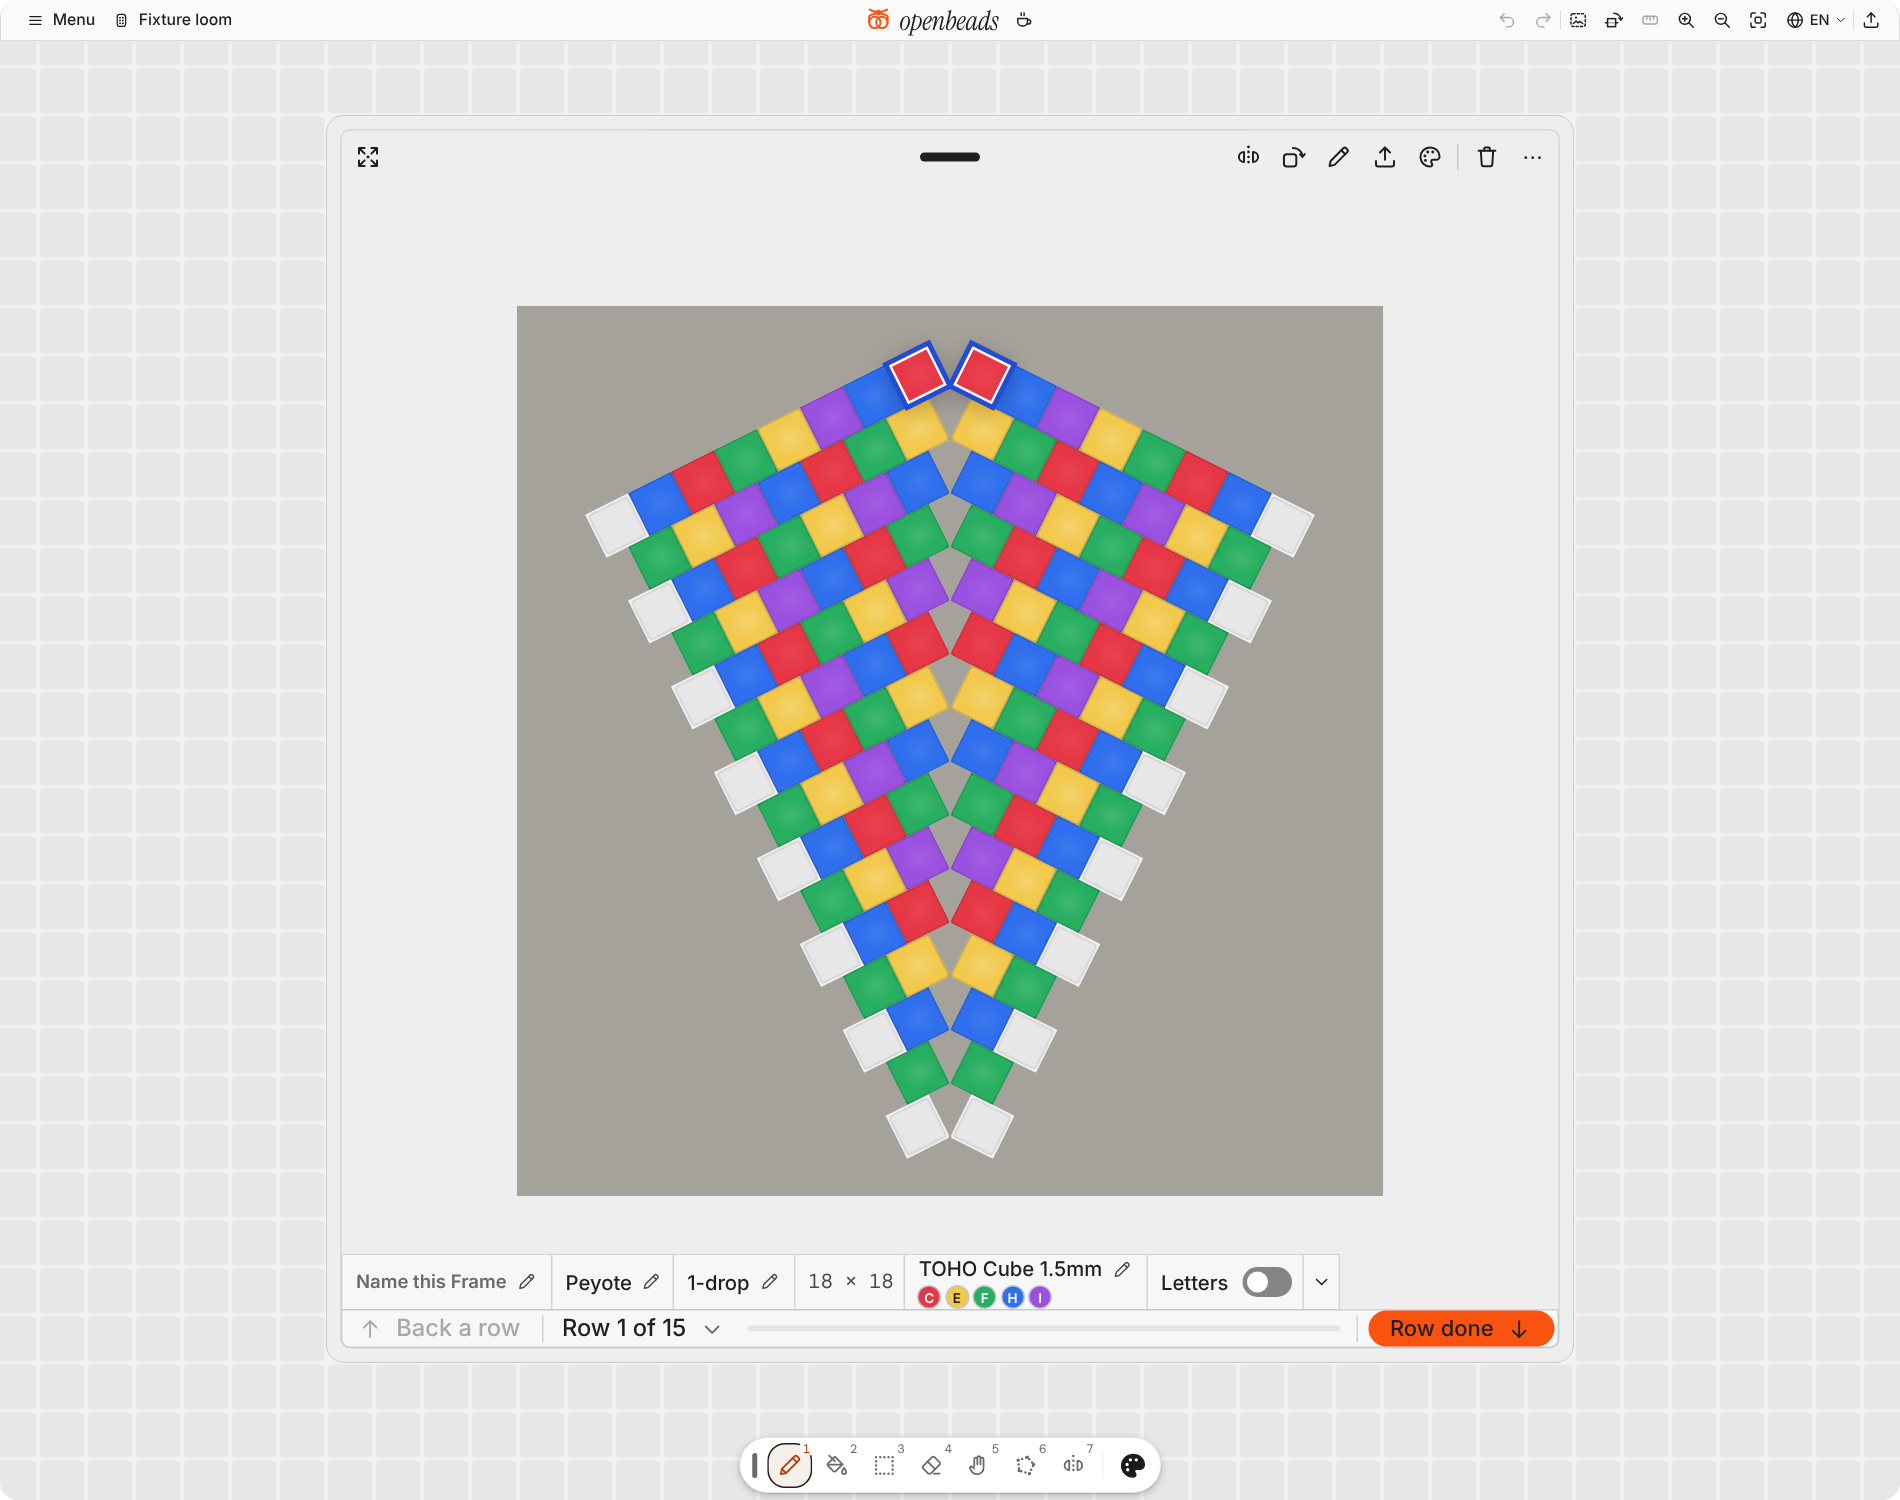 Menu
Fixture loom
openbeads
EN
Name this Frame
Peyote
1-drop
18 × 18
TOHO Cube 1.5mm
C E F H I
Letters
Back a row
Row 1 of 15
Row done
1 2 3 4 5 6 7